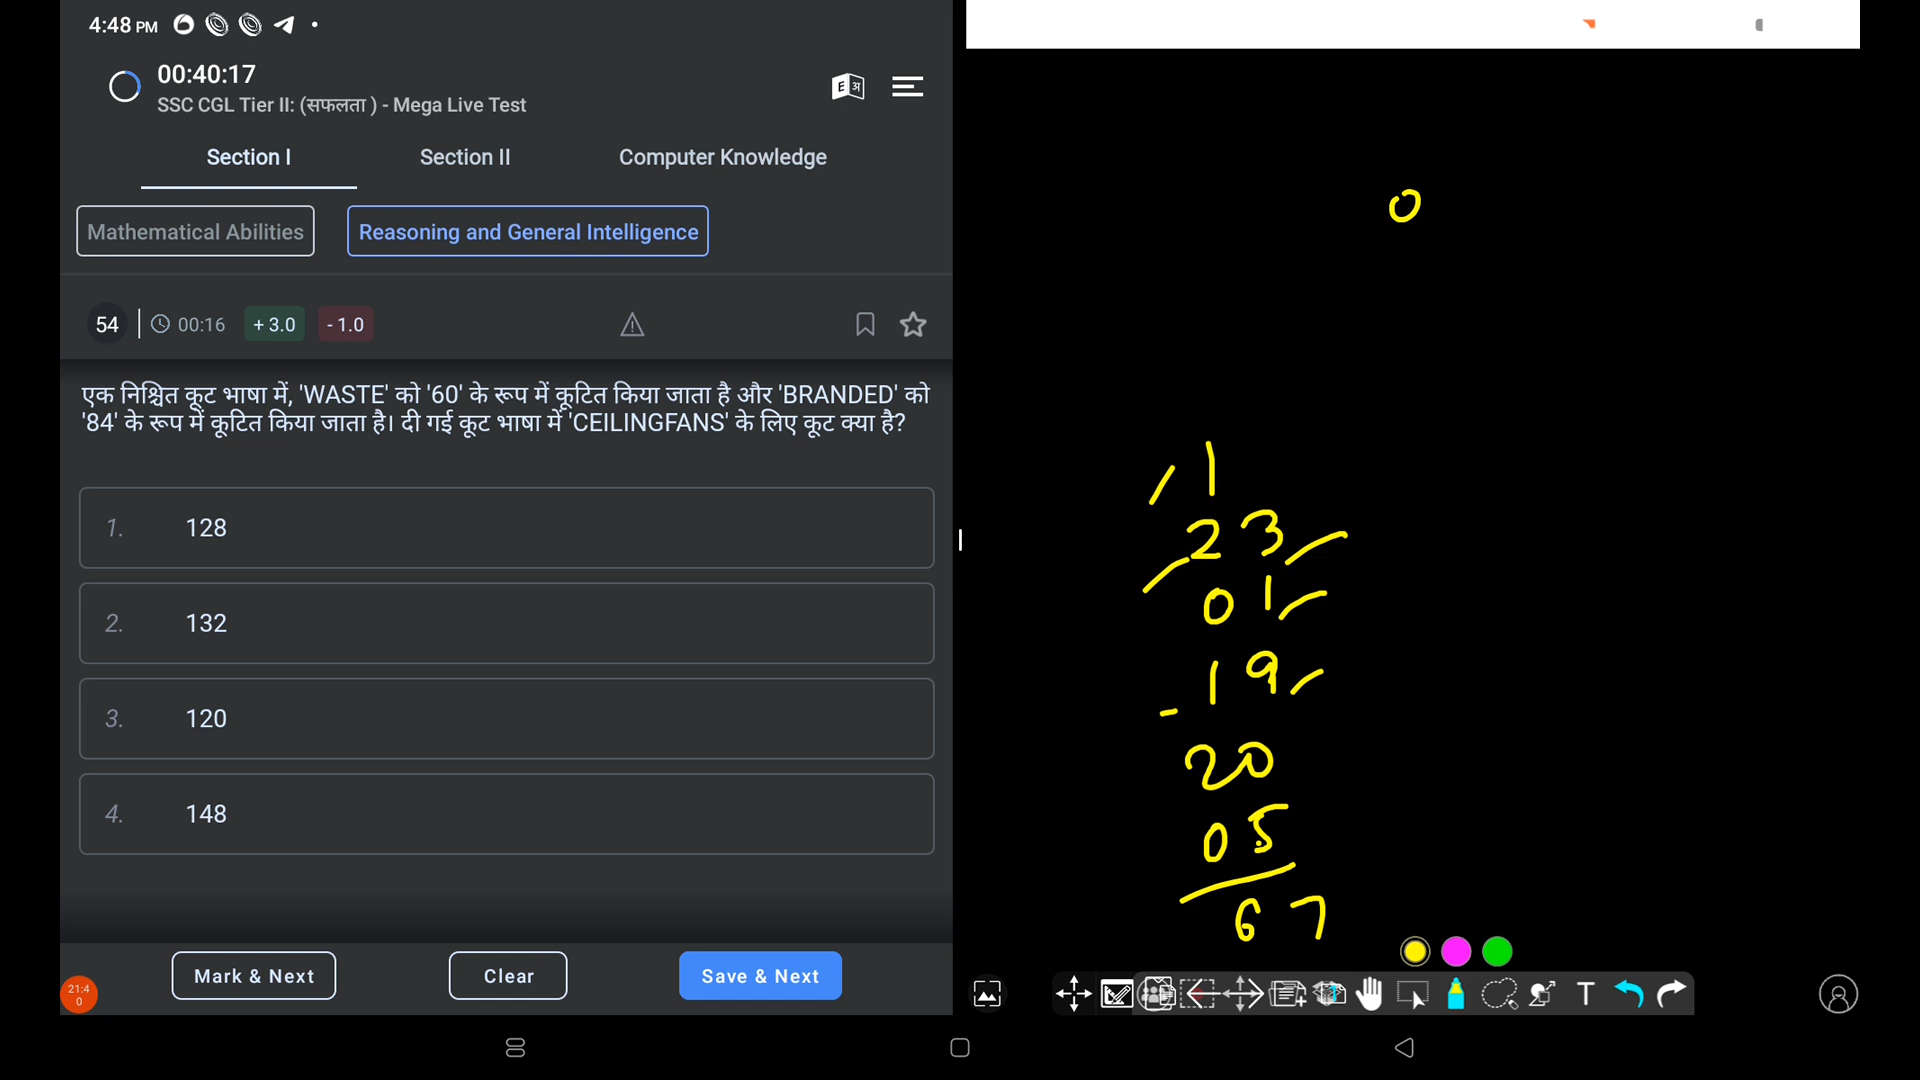 4:48 PM
00:40:17
SSC CGL Tier II: (सफलता ) - Mega Live Test
E अ
Section I
Section II
Computer Knowledge
Mathematical Abilities
Reasoning and General Intelligence
54
00:16
+ 3.0
- 1.0
एक निश्चित कूट भाषा में, 'WASTE' को '60' के रूप में कूटित किया जाता है और 'BRANDED' को
'84' के रूप में कूटित किया जाता है। दी गई कूट भाषा में 'CEILINGFANS' के लिए कूट क्या है?
1. 128
2. 132
3. 120
4. 148
Mark & Next
Clear
Save & Next
21:4
0
0
1
23
01
19
20
05
67
T